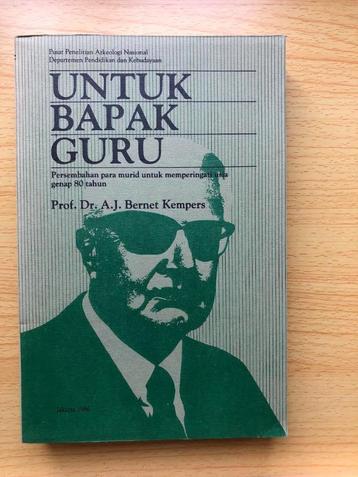 Pusat Penelitian Arkeologi Nasional
Departemen Pendidikan dan Kebudayaan
UNTUK
BAPAK
GURU
Persembahan para murid untuk memperingati usia
genap 80 tahun
Prof. Dr. A.J. Bernet Kempers
Jakarta 1986